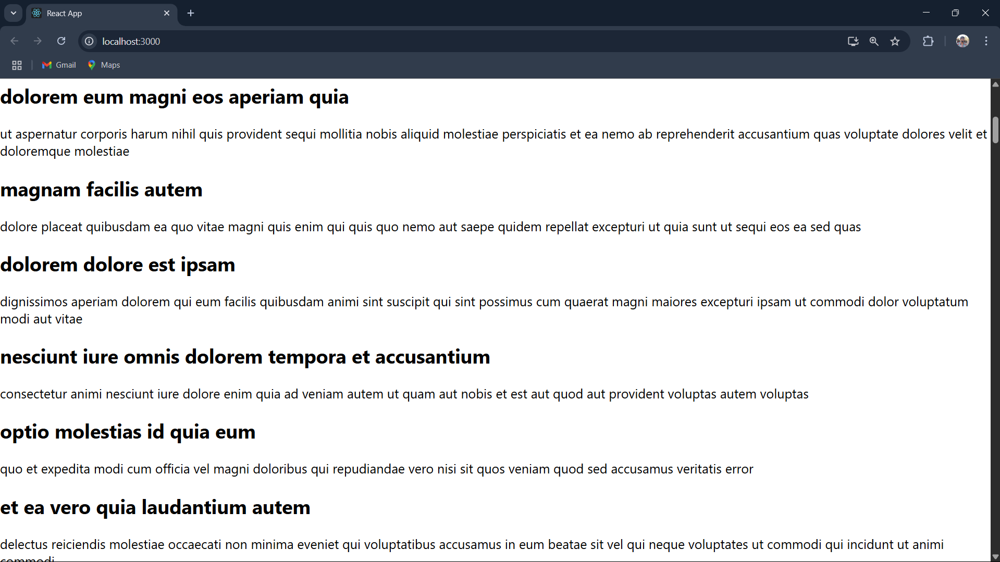 React App
localhost:3000
Gmail
Maps
dolorem eum magni eos aperiam quia
ut aspernatur corporis harum nihil quis provident sequi mollitia nobis aliquid molestiae perspiciatis et ea nemo ab reprehenderit accusantium quas voluptate dolores velit et
doloremque molestiae
magnam facilis autem
dolore placeat quibusdam ea quo vitae magni quis enim qui quis quo nemo aut saepe quidem repellat excepturi ut quia sunt ut sequi eos ea sed quas
dolorem dolore est ipsam
dignissimos aperiam dolorem qui eum facilis quibusdam animi sint suscipit qui sint possimus cum quaerat magni maiores excepturi ipsam ut commodi dolor voluptatum
modi aut vitae
nesciunt iure omnis dolorem tempora et accusantium
consectetur animi nesciunt iure dolore enim quia ad veniam autem ut quam aut nobis et est aut quod aut provident voluptas autem voluptas
optio molestias id quia eum
quo et expedita modi cum officia vel magni doloribus qui repudiandae vero nisi sit quos veniam quod sed accusamus veritatis error
et ea vero quia laudantium autem
delectus reiciendis molestiae occaecati non minima eveniet qui voluptatibus accusamus in eum beatae sit vel qui neque voluptates ut commodi qui incidunt ut animi
commodi